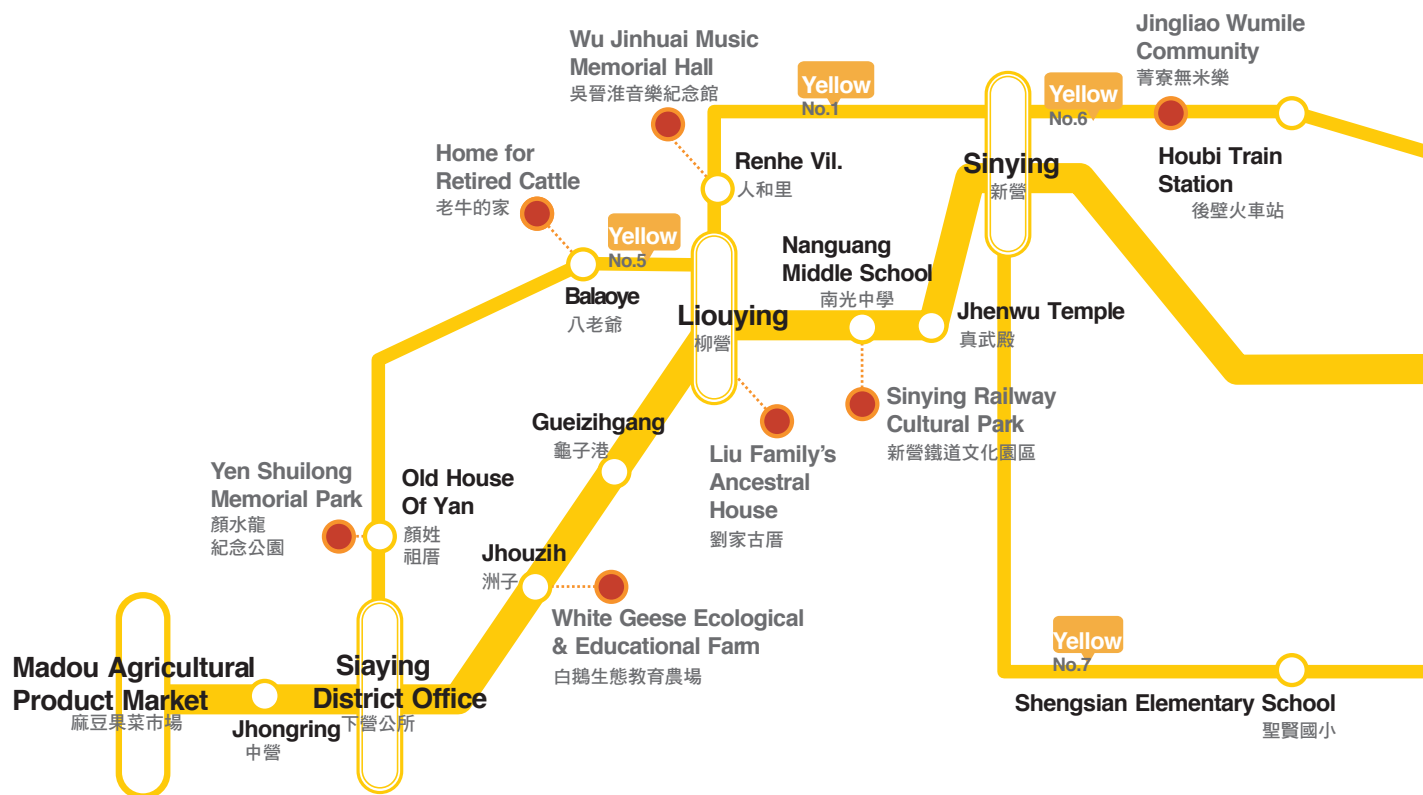 Wu Jinhuai Music
Memorial Hall
吳晉淮音樂紀念館
Yellow
No.1
Jingliao Wumile
Community
菁寮無米樂
Yellow
No.6
Home for
Retired Cattle
老牛的家
Renhe Vil.
人和里
Sinying
新營
Houbi Train
Station
後壁火車站
Yellow
No.5
Balaoye
八老爺
Nanguang
Middle School
南光中學
Liouying
柳營
Jhenwu Temple
真武殿
Gueizihgang
龜子港
Sinying Railway
Cultural Park
新營鐵道文化園區
Liu Family's
Ancestral
House
劉家古厝
Yen Shuilong
Memorial Park
顏水龍
紀念公園
Old House
Of Yan
顏姓
祖厝
Jhouzih
洲子
White Geese Ecological
& Educational Farm
白鵝生態教育農場
Madou Agricultural
Product Market
麻豆果菜市場
Jhongring
中營
Siaying
District Office
下營公所
Yellow
No.7
Shengsian Elementary School
聖賢國小